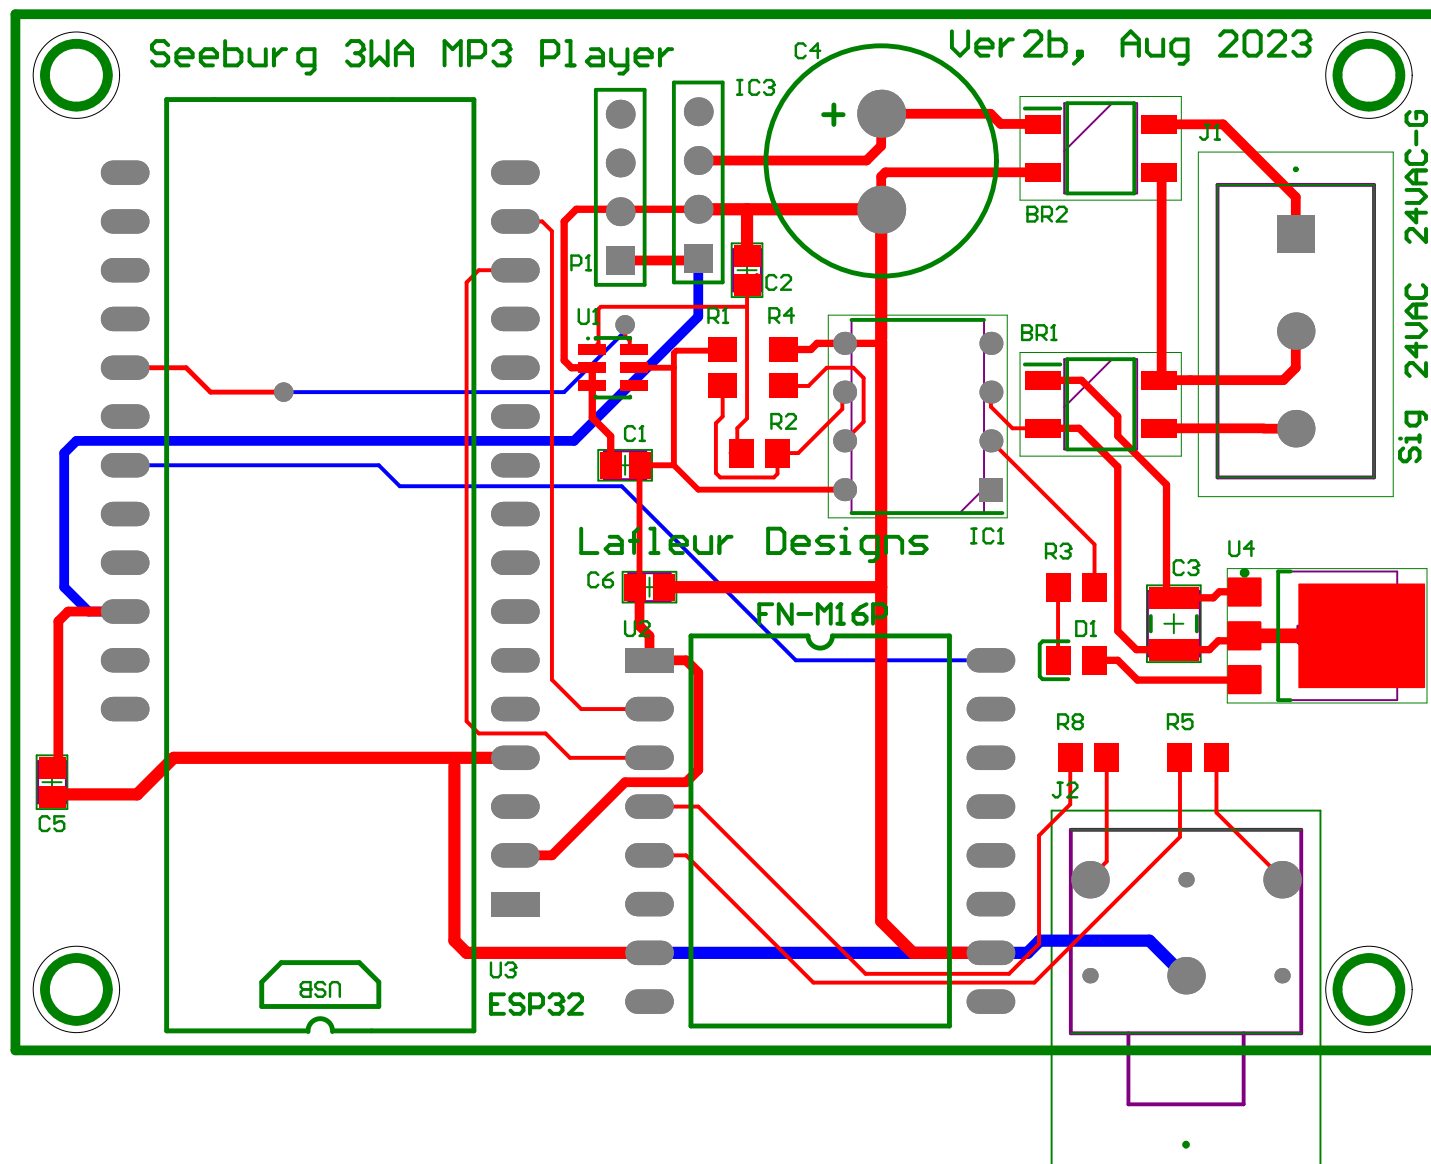 Seeburg 3WA MP3 Player
C4
Ver2b, Aug 2023
IC3
+
J1
24VAC-G
BR2
P1
C2
U1
R1
R4
BR1
24VAC
R2
C1
Sig
Lafleur Designs
IC1
R3
U4
C6
C3
FN-M16P
U2
D1
R8
R5
J2
C5
U3
USB
ESP32